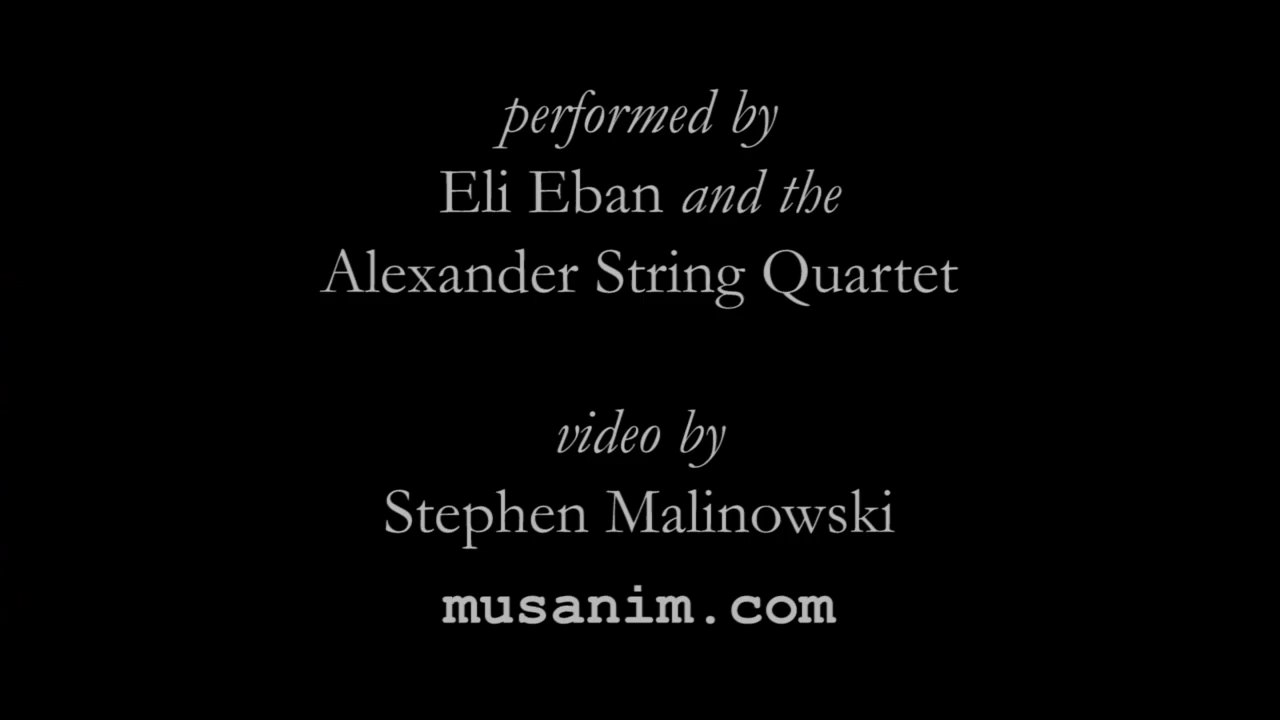 performed by
Eli Eban and the
Alexander String Quartet
video by
Stephen Malinowski
musanim.com